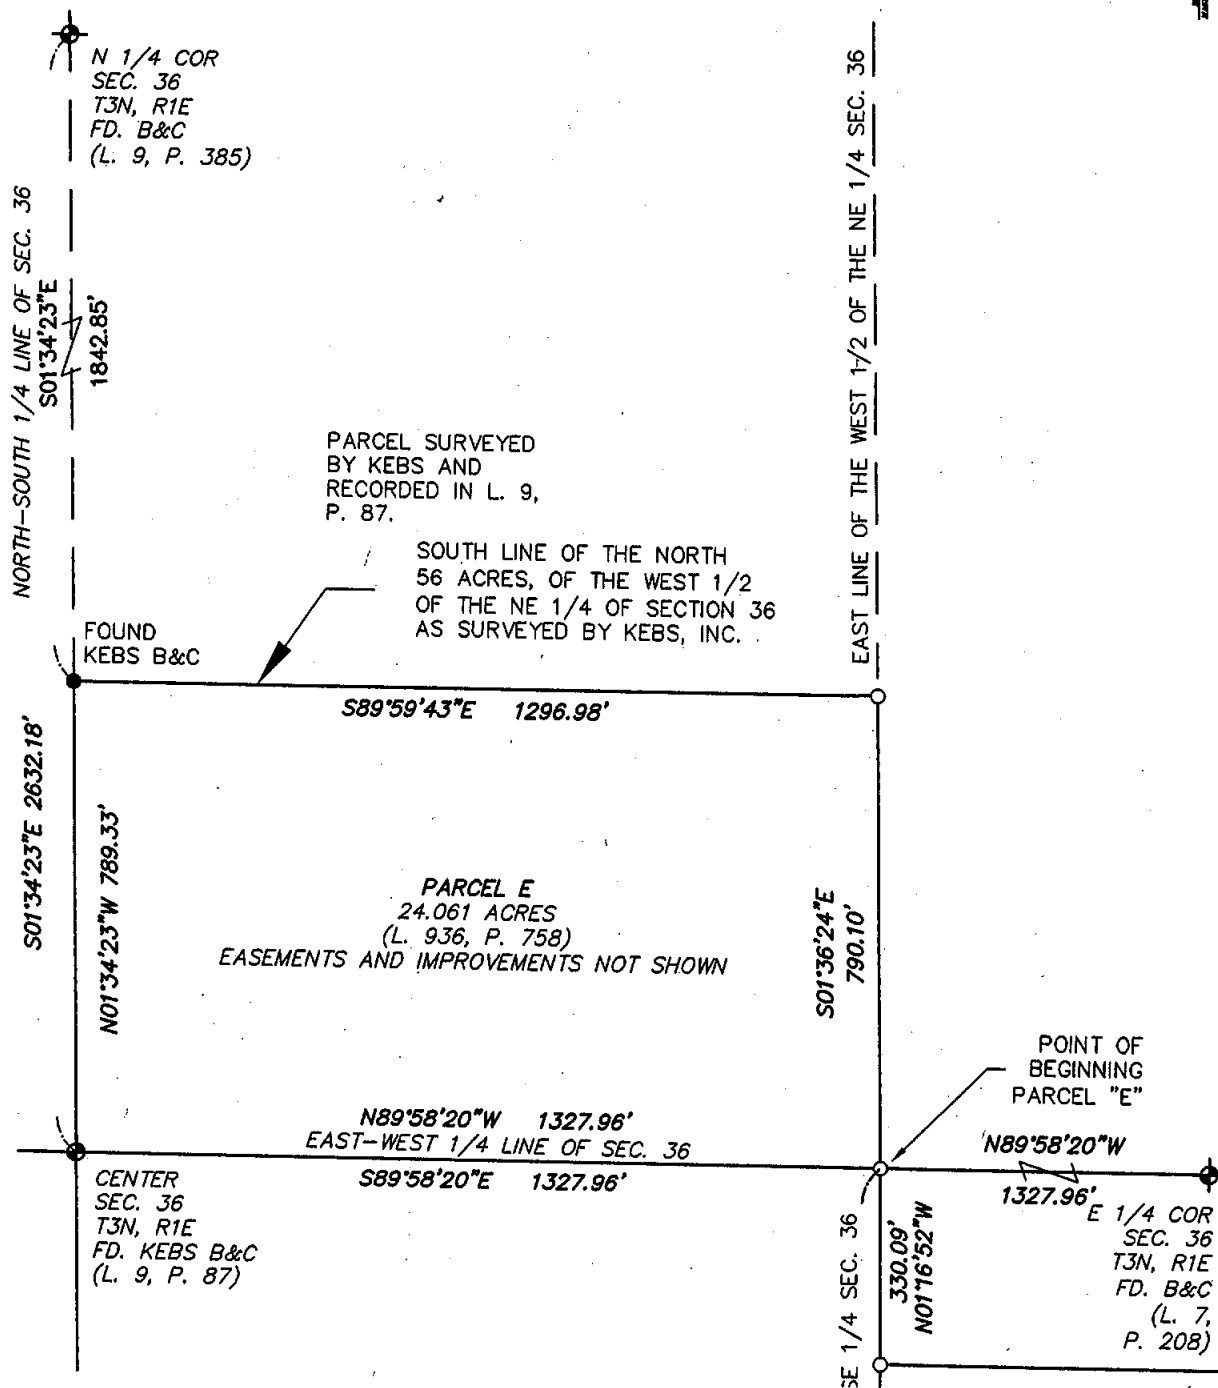 N 1/4 COR
SEC. 36
T3N, R1E
FD. B&C
(L. 9, P. 385)
NORTH-SOUTH 1/4 LINE OF SEC. 36
S01°34'23"E
1842.85'
EAST LINE OF THE WEST 1/2 OF THE NE 1/4 SEC. 36
PARCEL SURVEYED
BY KEBS AND
RECORDED IN L. 9,
P. 87.
SOUTH LINE OF THE NORTH
56 ACRES, OF THE WEST 1/2
OF THE NE 1/4 OF SECTION 36
AS SURVEYED BY KEBS, INC.
FOUND
KEBS B&C
S89°59'43"E 1296.98'
S01°34'23"E 2632.18'
N01°34'23"W 789.33'
PARCEL E
24.061 ACRES
(L. 936, P. 758)
EASEMENTS AND IMPROVEMENTS NOT SHOWN
S01°36'24"E
790.10'
POINT OF
BEGINNING
PARCEL "E"
N89°58'20"W 1327.96'
EAST-WEST 1/4 LINE OF SEC. 36
S89°58'20"E 1327.96'
N89°58'20"W
1327.96'
CENTER
SEC. 36
T3N, R1E
FD. KEBS B&C
(L. 9, P. 87)
SE 1/4 SEC. 36
330.09'
N01°16'52"W
E 1/4 COR
SEC. 36
T3N, R1E
FD. B&C
(L. 7,
P. 208)